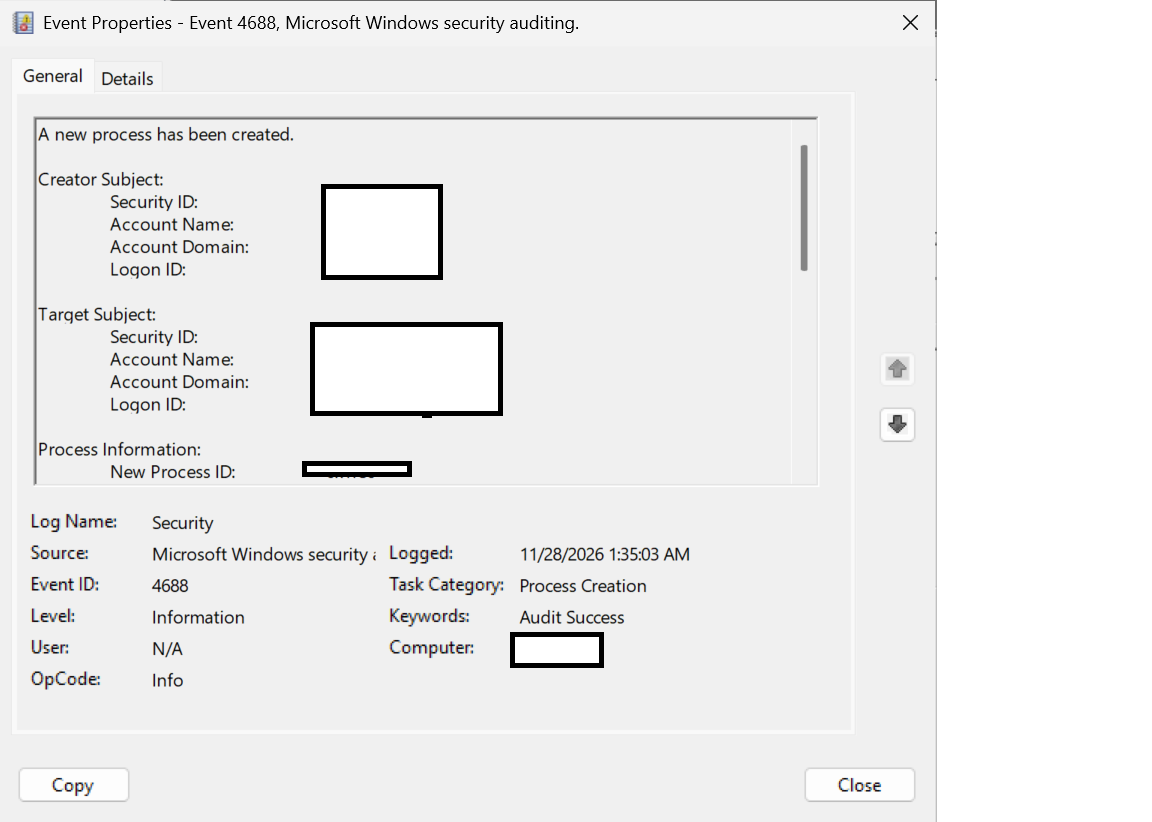 Event Properties - Event 4688, Microsoft Windows security auditing.
General
Details
A new process has been created.
Creator Subject:
Security ID:
Account Name:
Account Domain:
Logon ID:
Target Subject:
Security ID:
Account Name:
Account Domain:
Logon ID:
Process Information:
New Process ID:
Log Name: Security
Source: Microsoft Windows security Logged: 11/28/2026 1:35:03 AM
Event ID: 4688 Task Category: Process Creation
Level: Information Keywords: Audit Success
User: N/A Computer:
OpCode: Info
Copy Close